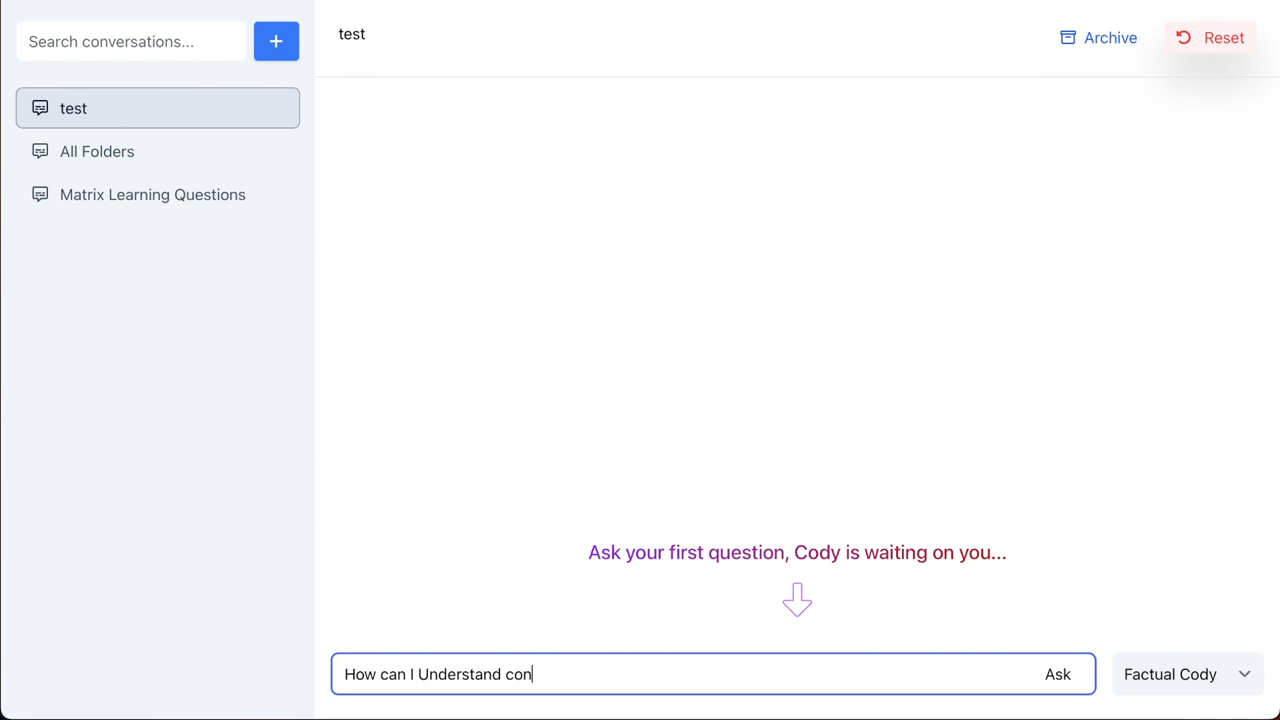 Search conversations...
+
test
All Folders
Matrix Learning Questions
test
Archive
Reset
Ask your first question, Cody is waiting on you...
How can I Understand con
Ask
Factual Cody